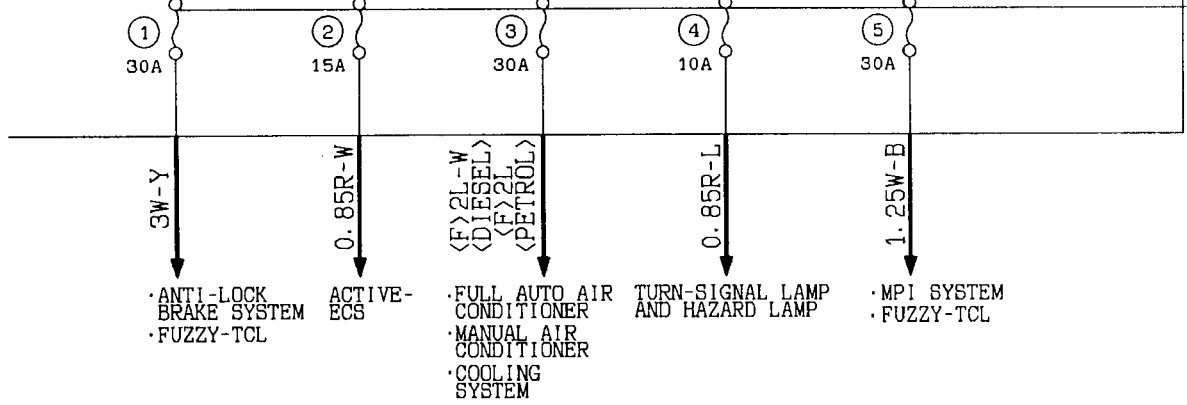 1
30A
2
15A
3
30A
4
10A
5
30A
3W-Y
0.85R-W
<F>2L-W
<DIESEL>
<F>2L
<PETROL>
0.85R-L
1.25W-B
·ANTI-LOCK
BRAKE SYSTEM
·FUZZY-TCL
ACTIVE-
ECS
·FULL AUTO AIR
CONDITIONER
·MANUAL AIR
CONDITIONER
·COOLING
SYSTEM
TURN-SIGNAL LAMP
AND HAZARD LAMP
·MPI SYSTEM
·FUZZY-TCL